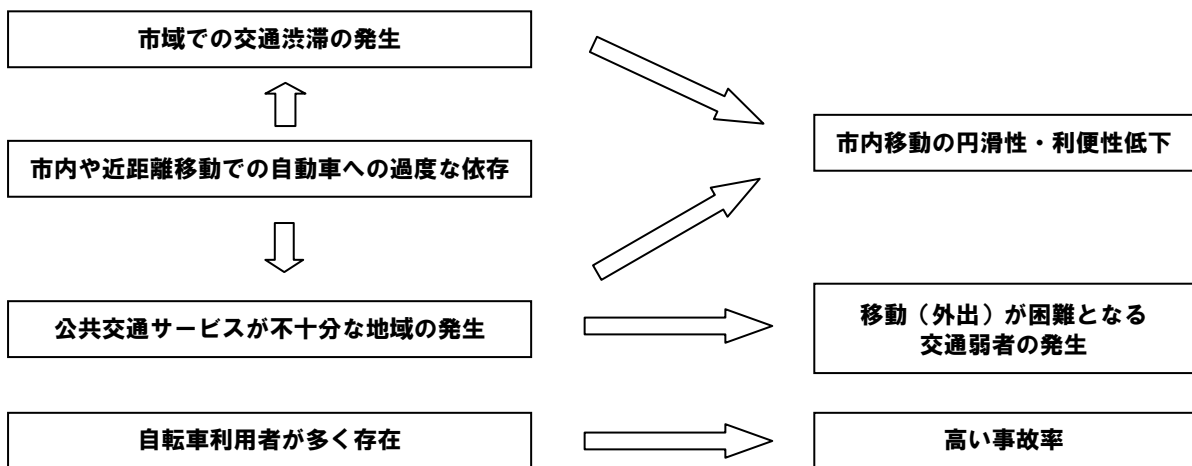 市域での交通渋滞の発生
市内や近距離移動での自動車への過度な依存
市内移動の円滑性・利便性低下
公共交通サービスが不十分な地域の発生
移動（外出）が困難となる
交通弱者の発生
自転車利用者が多く存在
高い事故率